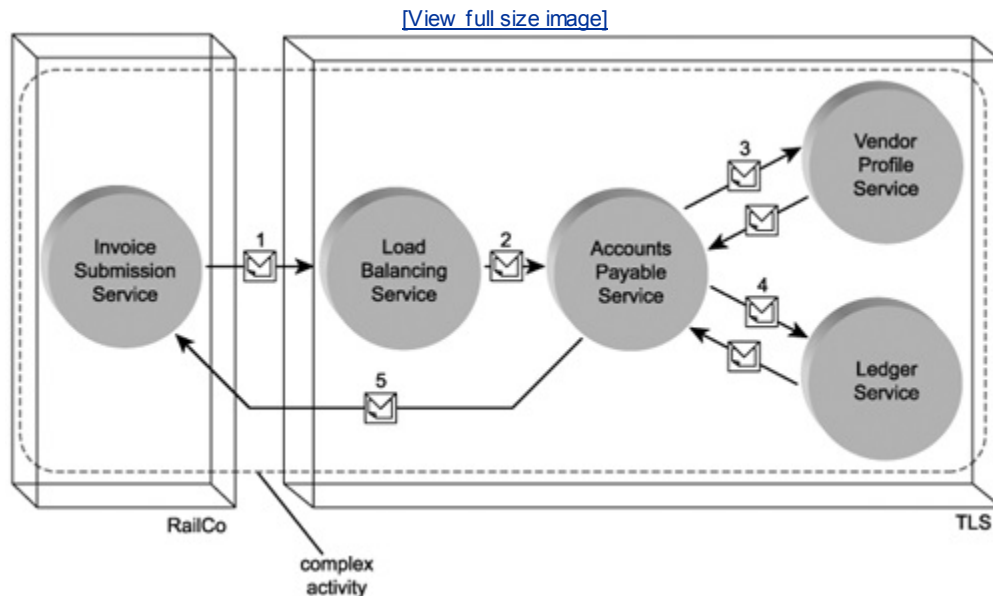 [View full size image]
Invoice
Submission
Service
1
Load
Balancing
Service
2
Accounts
Payable
Service
3
Vendor
Profile
Service
4
Ledger
Service
5
RailCo
TLS
complex
activity